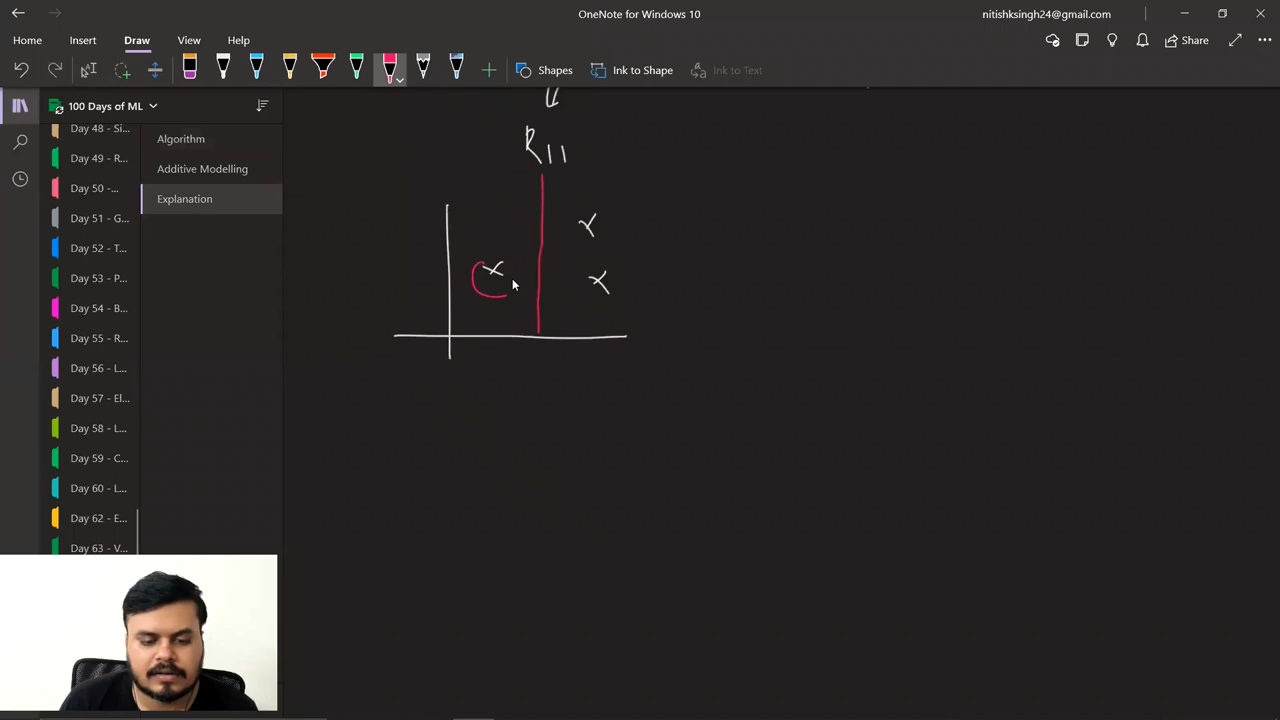 OneNote for Windows 10
nitishksingh24@gmail.com
Home
Insert
Draw
View
Help
Share
Shapes
Ink to Shape
Ink to Text
100 Days of ML
Day 48 - Si...
Day 49 - R...
Day 50 -...
Day 51 - G...
Day 52 - T...
Day 53 - P...
Day 54 - B...
Day 55 - R...
Day 56 - L...
Day 57 - El...
Day 58 - L...
Day 59 - C...
Day 60 - L...
Day 62 - E...
Day 63 - V...
Algorithm
Additive Modelling
Explanation
R11
x
x
x